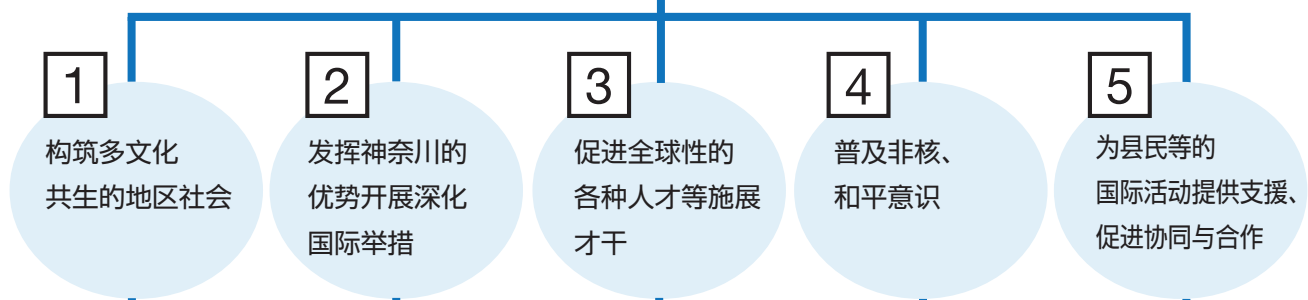 1
构筑多文化
共生的地区社会
2
发挥神奈川的
优势开展深化
国际举措
3
促进全球性的
各种人才等施展
才干
4
普及非核、
和平意识
5
为县民等的
国际活动提供支援、
促进协同与合作